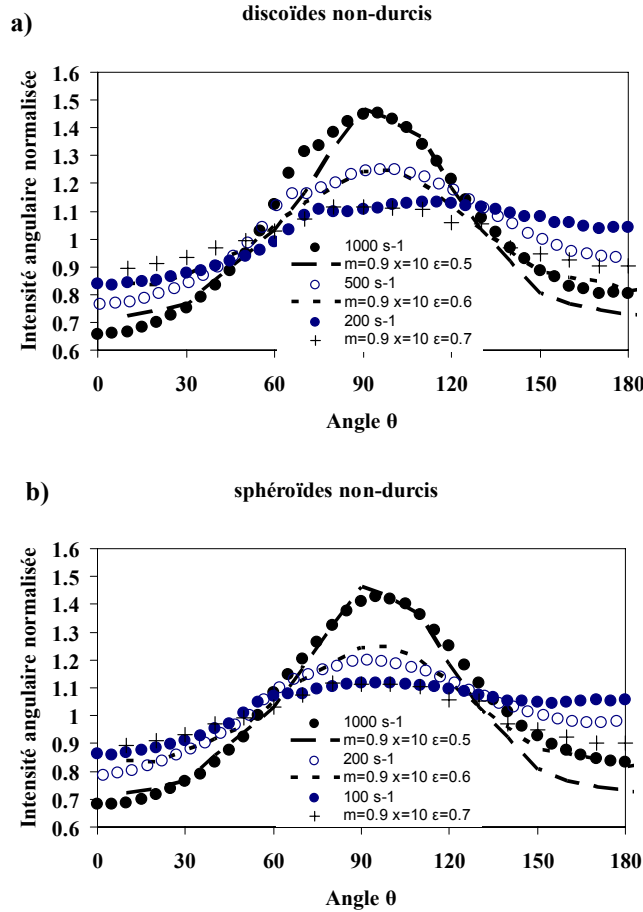 discoïdes non-durcis
a)
Intensité angulaire normalisée
1.6
1.5
1.4
1.3
1.2
1.1
1
0.9
0.8
0.7
0.6
1000 s-1
m=0.9 x=10 ε=0.5
500 s-1
m=0.9 x=10 ε=0.6
200 s-1
m=0.9 x=10 ε=0.7
0 30 60 90 120 150 180
Angle θ
b)
sphéroïdes non-durcis
Intensité angulaire normalisée
1.6
1.5
1.4
1.3
1.2
1.1
1
0.9
0.8
0.7
0.6
1000 s-1
m=0.9 x=10 ε=0.5
200 s-1
m=0.9 x=10 ε=0.6
100 s-1
m=0.9 x=10 ε=0.7
0 30 60 90 120 150 180
Angle θ